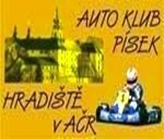 AUTO KLUB
PÍSEK
HRADIŠTĚ
V AČR